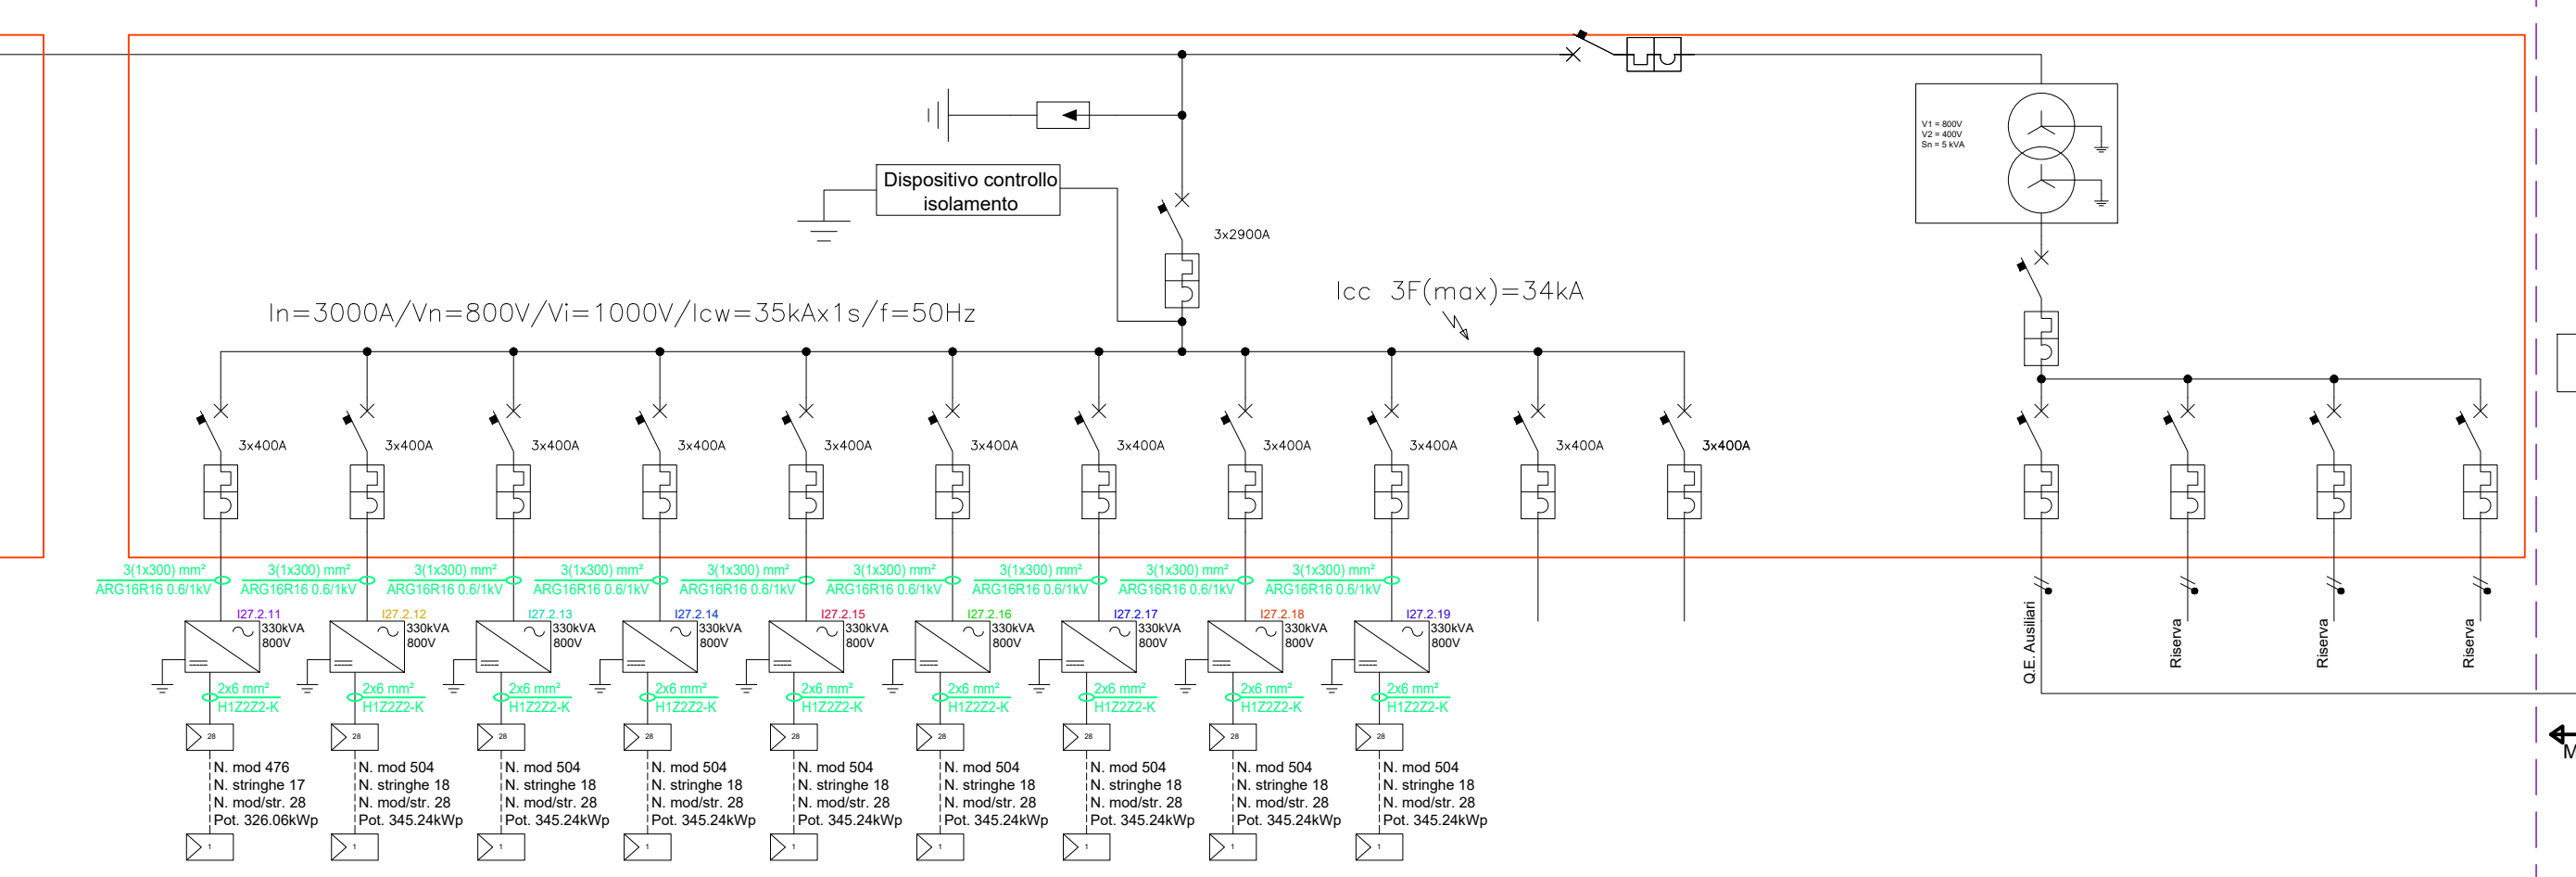 V1 = 800V
V2 = 400V
Sn = 5 kVA
Dispositivo controllo
isolamento
3x2900A
Icc 3F(max)=34kA
In=3000A/Vn=800V/Vi=1000V/Icw=35kAx1s/f=50Hz
3x400A 3x400A 3x400A 3x400A 3x400A 3x400A 3x400A 3x400A 3x400A 3x400A 3x400A
3(1x300) mm² 3(1x300) mm² 3(1x300) mm² 3(1x300) mm² 3(1x300) mm² 3(1x300) mm² 3(1x300) mm² 3(1x300) mm² 3(1x300) mm²
ARG16R16 0.6/1kV ARG16R16 0.6/1kV ARG16R16 0.6/1kV ARG16R16 0.6/1kV ARG16R16 0.6/1kV ARG16R16 0.6/1kV ARG16R16 0.6/1kV ARG16R16 0.6/1kV ARG16R16 0.6/1kV
I27.2.11 I27.2.12 I27.2.13 I27.2.14 I27.2.15 I27.2.16 I27.2.17 I27.2.18 I27.2.19
330kVA 330kVA 330kVA 330kVA 330kVA 330kVA 330kVA 330kVA 330kVA
800V 800V 800V 800V 800V 800V 800V 800V 800V
Q.E. Ausiliari
Riserva
Riserva
Riserva
2x6 mm² 2x6 mm² 2x6 mm² 2x6 mm² 2x6 mm² 2x6 mm² 2x6 mm² 2x6 mm² 2x6 mm²
H1Z2Z2-K H1Z2Z2-K H1Z2Z2-K H1Z2Z2-K H1Z2Z2-K H1Z2Z2-K H1Z2Z2-K H1Z2Z2-K H1Z2Z2-K
28 28 28 28 28 28 28 28 28
M
N. mod 476 N. mod 504 N. mod 504 N. mod 504 N. mod 504 N. mod 504 N. mod 504 N. mod 504 N. mod 504
N. stringhe 17 N. stringhe 18 N. stringhe 18 N. stringhe 18 N. stringhe 18 N. stringhe 18 N. stringhe 18 N. stringhe 18 N. stringhe 18
N. mod/str. 28 N. mod/str. 28 N. mod/str. 28 N. mod/str. 28 N. mod/str. 28 N. mod/str. 28 N. mod/str. 28 N. mod/str. 28 N. mod/str. 28
Pot. 326.06kWp Pot. 345.24kWp Pot. 345.24kWp Pot. 345.24kWp Pot. 345.24kWp Pot. 345.24kWp Pot. 345.24kWp Pot. 345.24kWp Pot. 345.24kWp
1 1 1 1 1 1 1 1 1